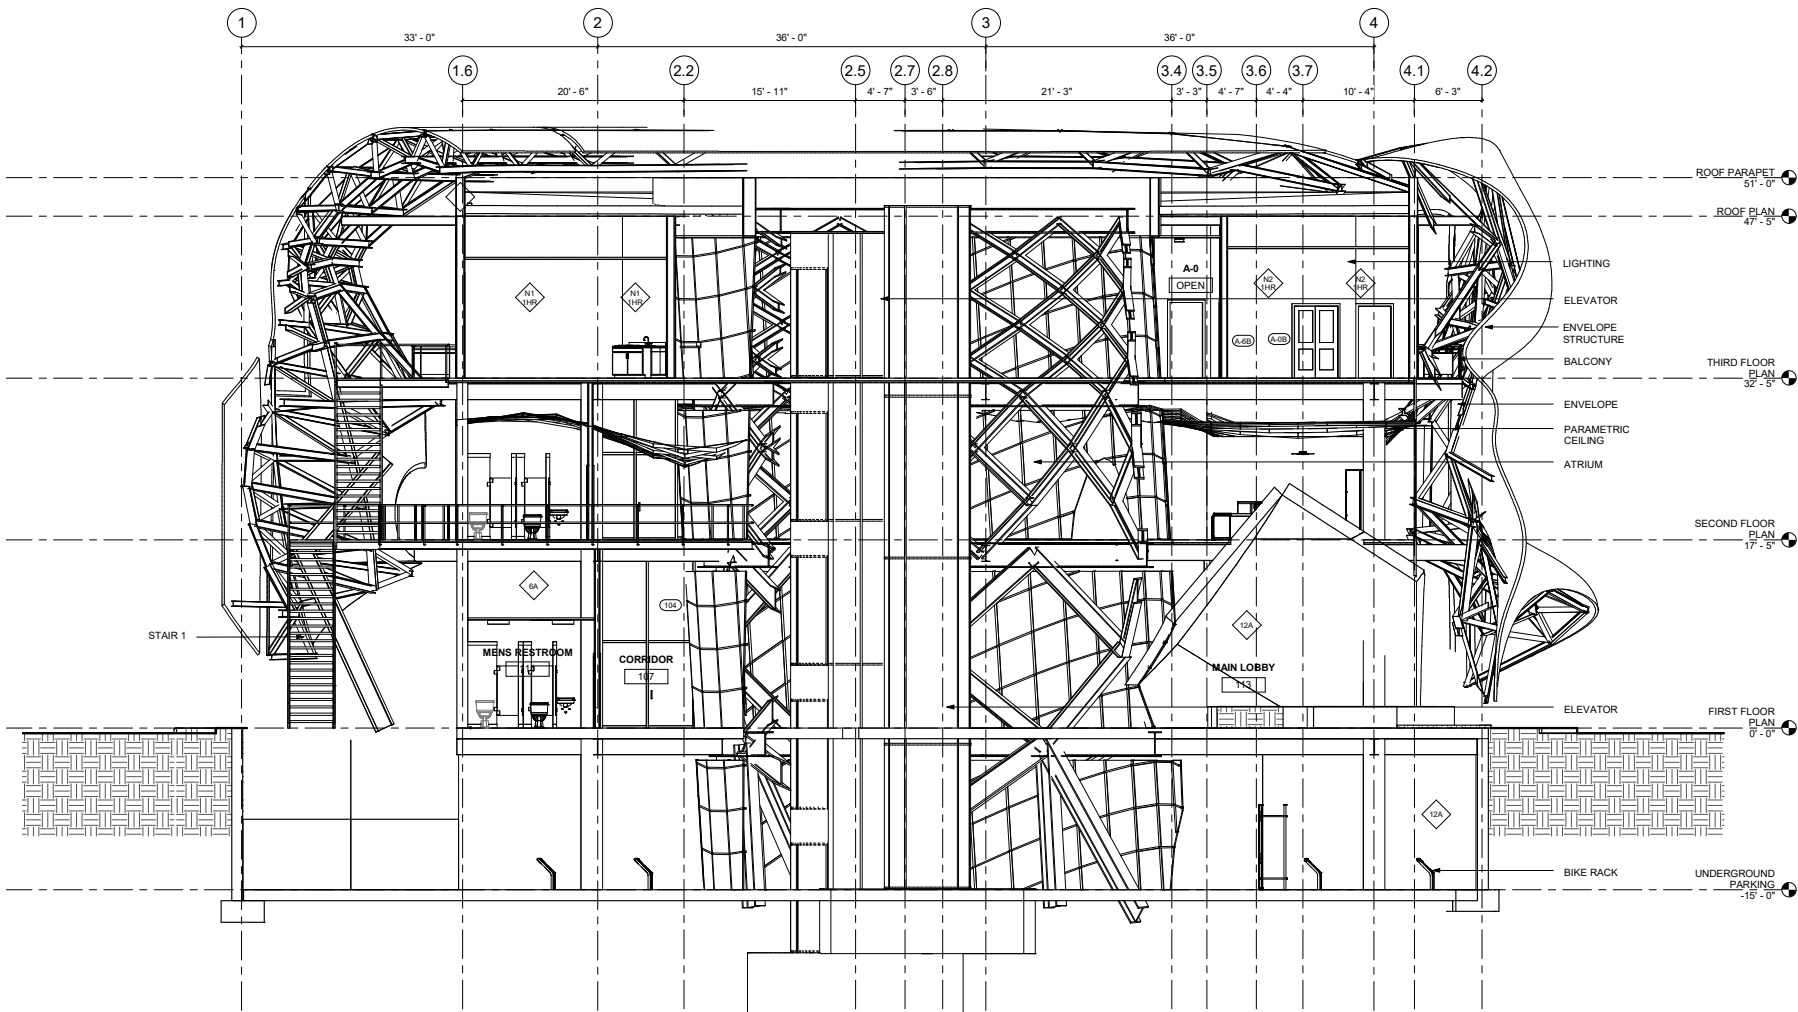 1
2
3
4
33' - 0"
36' - 0"
36' - 0"
1.6
2.2
2.5
2.7
2.8
3.4
3.5
3.6
3.7
4.1
4.2
20' - 6"
15' - 11"
4' - 7"
3' - 6"
21' - 3"
3' - 3"
4' - 7"
4' - 4"
10' - 4"
6' - 3"
ROOF PARAPET
51' - 0"
ROOF PLAN
47' - 5"
LIGHTING
A-0
OPEN
N1
1HR
N1
1HR
N2
1HR
N2
1HR
ELEVATOR
ENVELOPE
STRUCTURE
A-6B
A-0B
BALCONY
THIRD FLOOR
PLAN
32' - 5"
ENVELOPE
PARAMETRIC
CEILING
ATRIUM
SECOND FLOOR
PLAN
17' - 5"
6A
104
12A
STAIR 1
MENS RESTROOM
CORRIDOR
107
MAIN LOBBY
113
ELEVATOR
FIRST FLOOR
PLAN
0' - 0"
12A
BIKE RACK
UNDERGROUND
PARKING
-15' - 0"